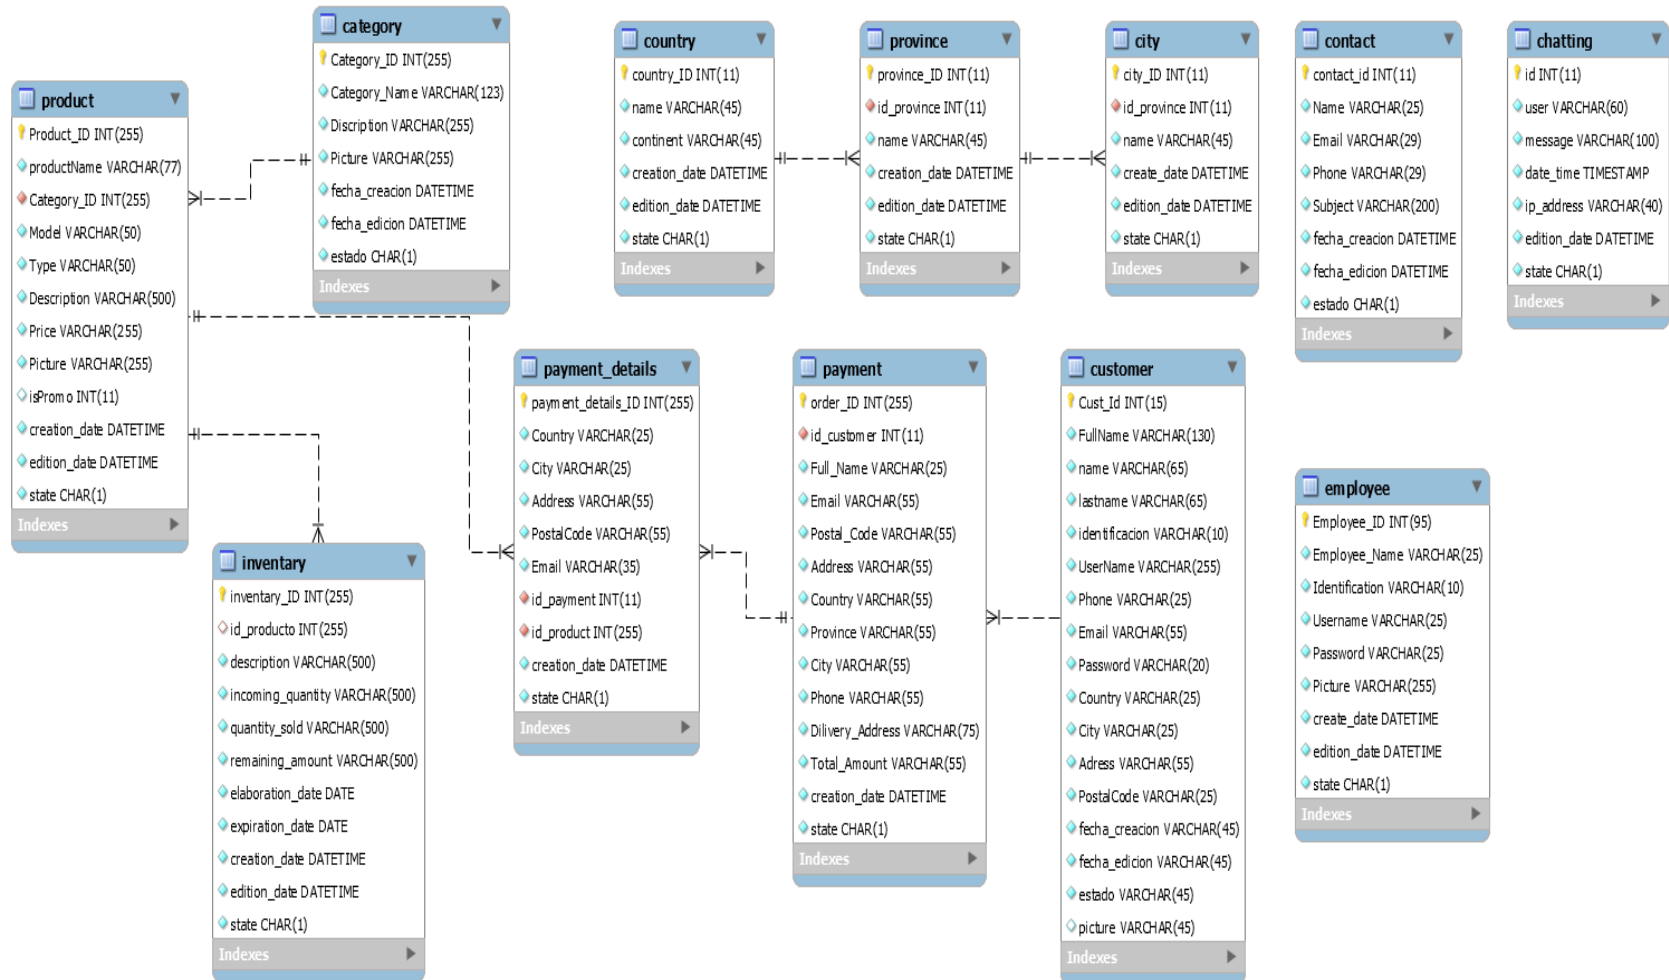 product
Product_ID INT(255)
productName VARCHAR(77)
Category_ID INT(255)
Model VARCHAR(50)
Type VARCHAR(50)
Description VARCHAR(500)
Price VARCHAR(255)
Picture VARCHAR(255)
isPromo INT(11)
creation_date DATETIME
edition_date DATETIME
state CHAR(1)
Indexes
category
Category_ID INT(255)
Category_Name VARCHAR(123)
Discription VARCHAR(255)
Picture VARCHAR(255)
fecha_creacion DATETIME
fecha_edicion DATETIME
estado CHAR(1)
Indexes
country
country_ID INT(11)
name VARCHAR(45)
continent VARCHAR(45)
creation_date DATETIME
edition_date DATETIME
state CHAR(1)
Indexes
province
province_ID INT(11)
id_province INT(11)
name VARCHAR(45)
creation_date DATETIME
edition_date DATETIME
state CHAR(1)
Indexes
city
city_ID INT(11)
id_province INT(11)
name VARCHAR(45)
create_date DATETIME
edition_date DATETIME
state CHAR(1)
Indexes
contact
contact_id INT(11)
Name VARCHAR(25)
Email VARCHAR(29)
Phone VARCHAR(29)
Subject VARCHAR(200)
fecha_creacion DATETIME
fecha_edicion DATETIME
estado CHAR(1)
Indexes
chatting
id INT(11)
user VARCHAR(60)
message VARCHAR(100)
date_time TIMESTAMP
ip_address VARCHAR(40)
edition_date DATETIME
state CHAR(1)
Indexes
inventary
inventary_ID INT(255)
id_producto INT(255)
description VARCHAR(500)
incoming_quantity VARCHAR(500)
quantity_sold VARCHAR(500)
remaining_amount VARCHAR(500)
elaboration_date DATE
expiration_date DATE
creation_date DATETIME
edition_date DATETIME
state CHAR(1)
Indexes
payment_details
payment_details_ID INT(255)
Country VARCHAR(25)
City VARCHAR(25)
Address VARCHAR(55)
PostalCode VARCHAR(55)
Email VARCHAR(35)
id_payment INT(11)
id_product INT(255)
creation_date DATETIME
state CHAR(1)
Indexes
payment
order_ID INT(255)
id_customer INT(11)
Full_Name VARCHAR(25)
Email VARCHAR(55)
Postal_Code VARCHAR(55)
Address VARCHAR(55)
Country VARCHAR(55)
Province VARCHAR(55)
City VARCHAR(55)
Phone VARCHAR(55)
Dilivery_Address VARCHAR(75)
Total_Amount VARCHAR(55)
creation_date DATETIME
state CHAR(1)
Indexes
customer
Cust_Id INT(15)
FullName VARCHAR(130)
name VARCHAR(65)
lastname VARCHAR(65)
identificacion VARCHAR(10)
UserName VARCHAR(255)
Phone VARCHAR(25)
Email VARCHAR(55)
Password VARCHAR(20)
Country VARCHAR(25)
City VARCHAR(25)
Adress VARCHAR(55)
PostalCode VARCHAR(25)
fecha_creacion VARCHAR(45)
fecha_edicion VARCHAR(45)
estado VARCHAR(45)
picture VARCHAR(45)
Indexes
employee
Employee_ID INT(95)
Employee_Name VARCHAR(25)
Identification VARCHAR(10)
Username VARCHAR(25)
Password VARCHAR(25)
Picture VARCHAR(255)
create_date DATETIME
edition_date DATETIME
state CHAR(1)
Indexes